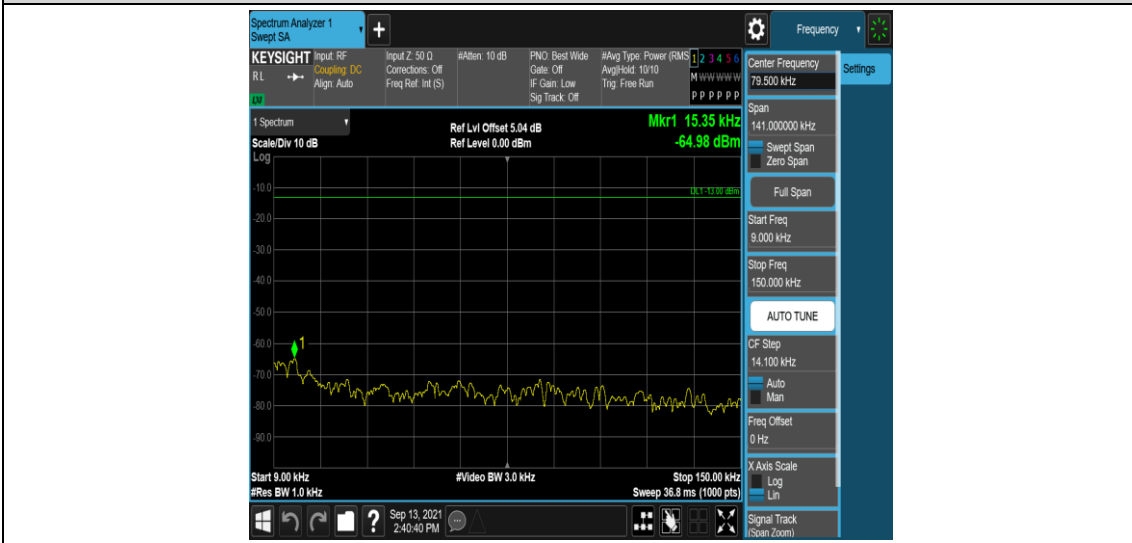 Spectrum Analyzer 1
Swept SA
+
Frequency
KEYSIGHT
RL
LXI
Input: RF
Coupling: DC
Align: Auto
Input Z: 50 Ω
Corrections: Off
Freq Ref: Int (S)
#Atten: 10 dB
PNO: Best Wide
Gate: Off
IF Gain: Low
Sig Track: Off
#Avg Type: Power (RMS
Avg|Hold: 10/10
Trig: Free Run
1 2 3 4 5 6
M W W W W W
P P P P P P
1 Spectrum
Scale/Div 10 dB
Log
Ref Lvl Offset 5.04 dB
Ref Level 0.00 dBm
Mkr1 15.35 kHz
-64.98 dBm
DL1 -13.00 dBm
-10.0
-20.0
-30.0
-40.0
-50.0
-60.0
-70.0
-80.0
-90.0
1
Start 9.00 kHz
#Res BW 1.0 kHz
#Video BW 3.0 kHz
Stop 150.00 kHz
Sweep 36.8 ms (1000 pts)
Center Frequency
79.500 kHz
Settings
Span
141.000000 kHz
Swept Span
Zero Span
Full Span
Start Freq
9.000 kHz
Stop Freq
150.000 kHz
AUTO TUNE
CF Step
14.100 kHz
Auto
Man
Freq Offset
0 Hz
X Axis Scale
Log
Lin
Signal Track
(Span Zoom)
?
Sep 13, 2021
2:40:40 PM